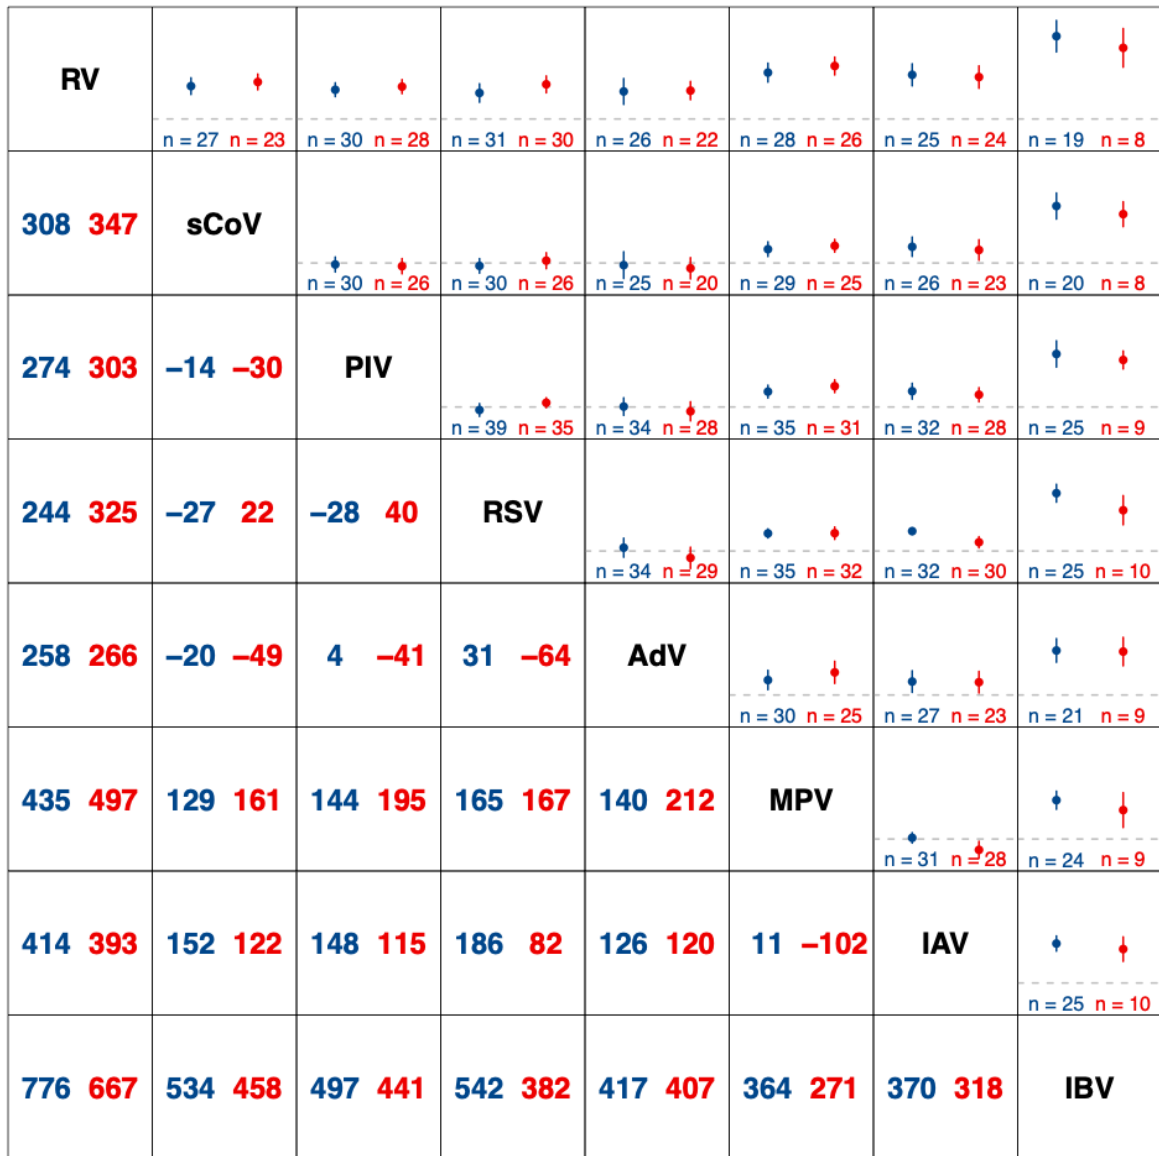 RV
n = 27 n = 23 n = 30 n = 28 n = 31 n = 30 n = 26 n = 22 n = 28 n = 26 n = 25 n = 24 n = 19 n = 8
308 347 sCoV
n = 30 n = 26 n = 30 n = 26 n = 25 n = 20 n = 29 n = 25 n = 26 n = 23 n = 20 n = 8
274 303 −14 −30 PIV
n = 39 n = 35 n = 34 n = 28 n = 35 n = 31 n = 32 n = 28 n = 25 n = 9
244 325 −27 22 −28 40 RSV
n = 34 n = 29 n = 35 n = 32 n = 32 n = 30 n = 25 n = 10
258 266 −20 −49 4 −41 31 −64 AdV
n = 30 n = 25 n = 27 n = 23 n = 21 n = 9
435 497 129 161 144 195 165 167 140 212 MPV
n = 31 n = 28 n = 24 n = 9
414 393 152 122 148 115 186 82 126 120 11 −102 IAV
n = 25 n = 10
776 667 534 458 497 441 542 382 417 407 364 271 370 318 IBV